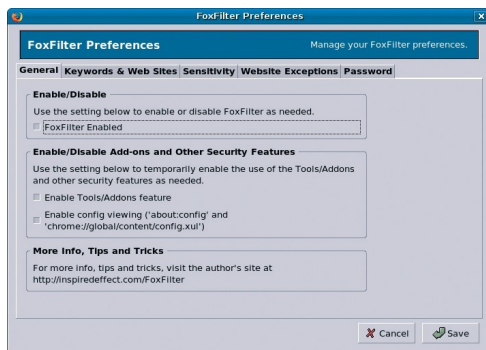 FoxFilter Preferences
FoxFilter Preferences
Manage your FoxFilter preferences.
General Keywords & Web Sites Sensitivity Website Exceptions Password
Enable/Disable
Use the setting below to enable or disable FoxFilter as needed.
FoxFilter Enabled
Enable/Disable Add-ons and Other Security Features
Use the setting below to temporarily enable the use of the Tools/Addons
and other security features as needed.
Enable Tools/Addons feature
Enable config viewing ('about:config' and
'chrome://global/content/config.xul')
More Info, Tips and Tricks
For more info, tips and tricks, visit the author's site at
http://inspiredeffect.com/FoxFilter
Cancel Save